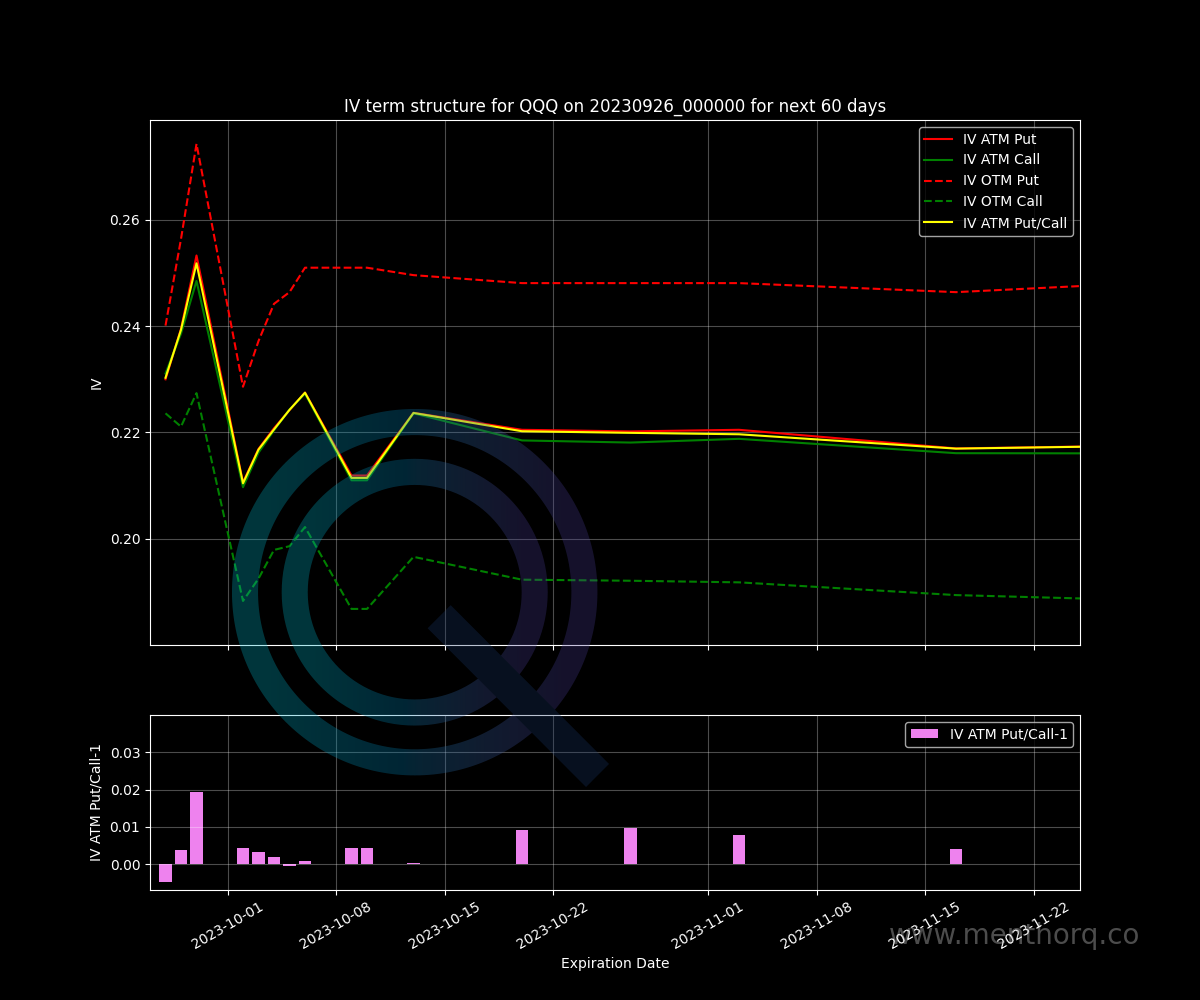 IV term structure for QQQ on 20230926_000000 for next 60 days
IV ATM Put
IV ATM Call
IV OTM Put
IV OTM Call
IV ATM Put/Call
0.26
0.24
0.22
0.20
IV
IV ATM Put/Call-1
0.03
0.02
0.01
0.00
IV ATM Put/Call-1
2023-10-01
2023-10-08
2023-10-15
2023-10-22
2023-11-01
2023-11-08
2023-11-15
2023-11-22
www.menthorq.co
Expiration Date